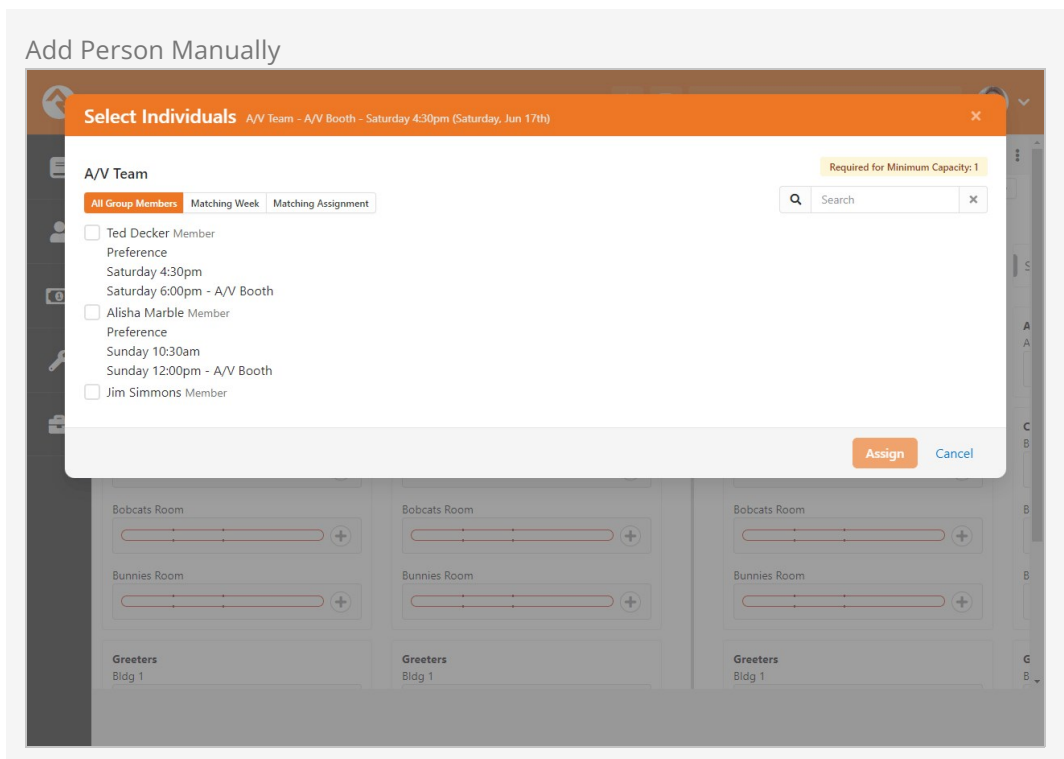 Add Person Manually
Select Individuals A/V Team - A/V Booth - Saturday 4:30pm (Saturday, Jun 17th)
A/V Team
Required for Minimum Capacity: 1
All Group Members Matching Week Matching Assignment
Search
Ted Decker Member
Preference
Saturday 4:30pm
Saturday 6:00pm - A/V Booth
Alisha Marble Member
Preference
Sunday 10:30am
Sunday 12:00pm - A/V Booth
Jim Simmons Member
Assign Cancel
Bobcats Room Bobcats Room Bobcats Room B
Bunnies Room Bunnies Room Bunnies Room B
Greeters Greeters Greeters G
Bldg 1 Bldg 1 Bldg 1 B